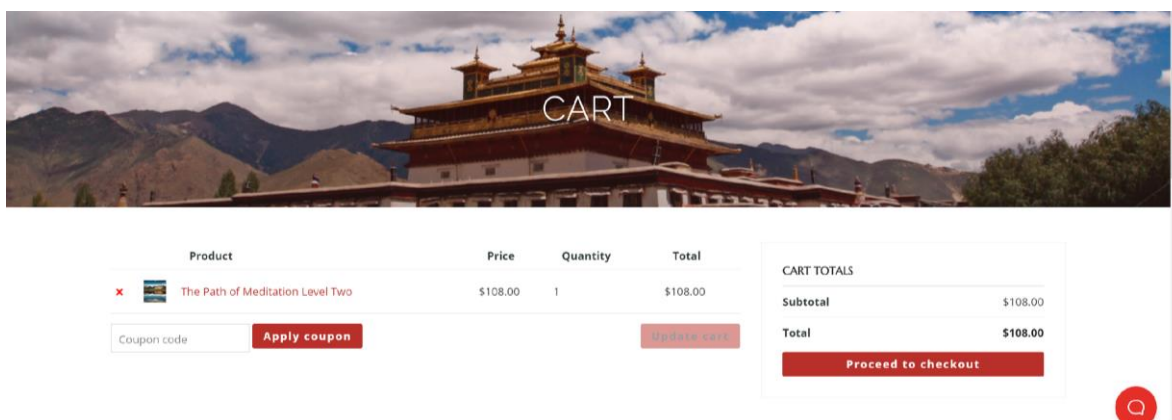 CART
Product Price Quantity Total
× The Path of Meditation Level Two $108.00 1 $108.00
Coupon code Apply coupon Update cart
CART TOTALS
Subtotal $108.00
Total $108.00
Proceed to checkout